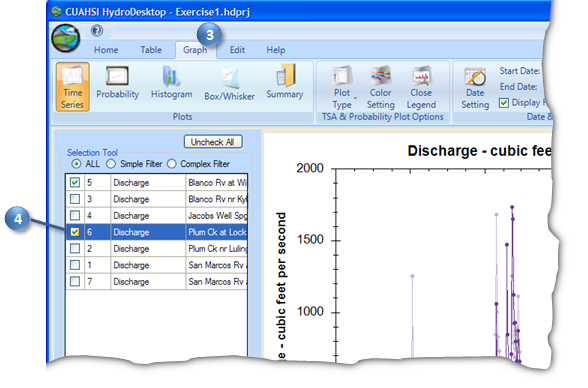 CUAHSI HydroDesktop - Exercise1.hdprj
3
Home Table Graph Edit Help
Time Series
Probability
Histogram
Box/Whisker
Summary
Plot Type
Color Setting
Close Legend
Date Setting
Start Date:
End Date:
Display
Plots
TSA & Probability Plot Options
Date &
Uncheck All
Selection Tool
ALL Simple Filter Complex Filter
5 Discharge Blanco Rv at Wi
3 Discharge Blanco Rv nr Kyl
4 Discharge Jacobs Well Spg
4
6 Discharge Plum Ck at Lock
2 Discharge Plum Ck nr Luling
1 Discharge San Marcos Rv a
7 Discharge San Marcos Rv
Discharge - cubic fee
2000
1500
1000
e - cubic feet per second